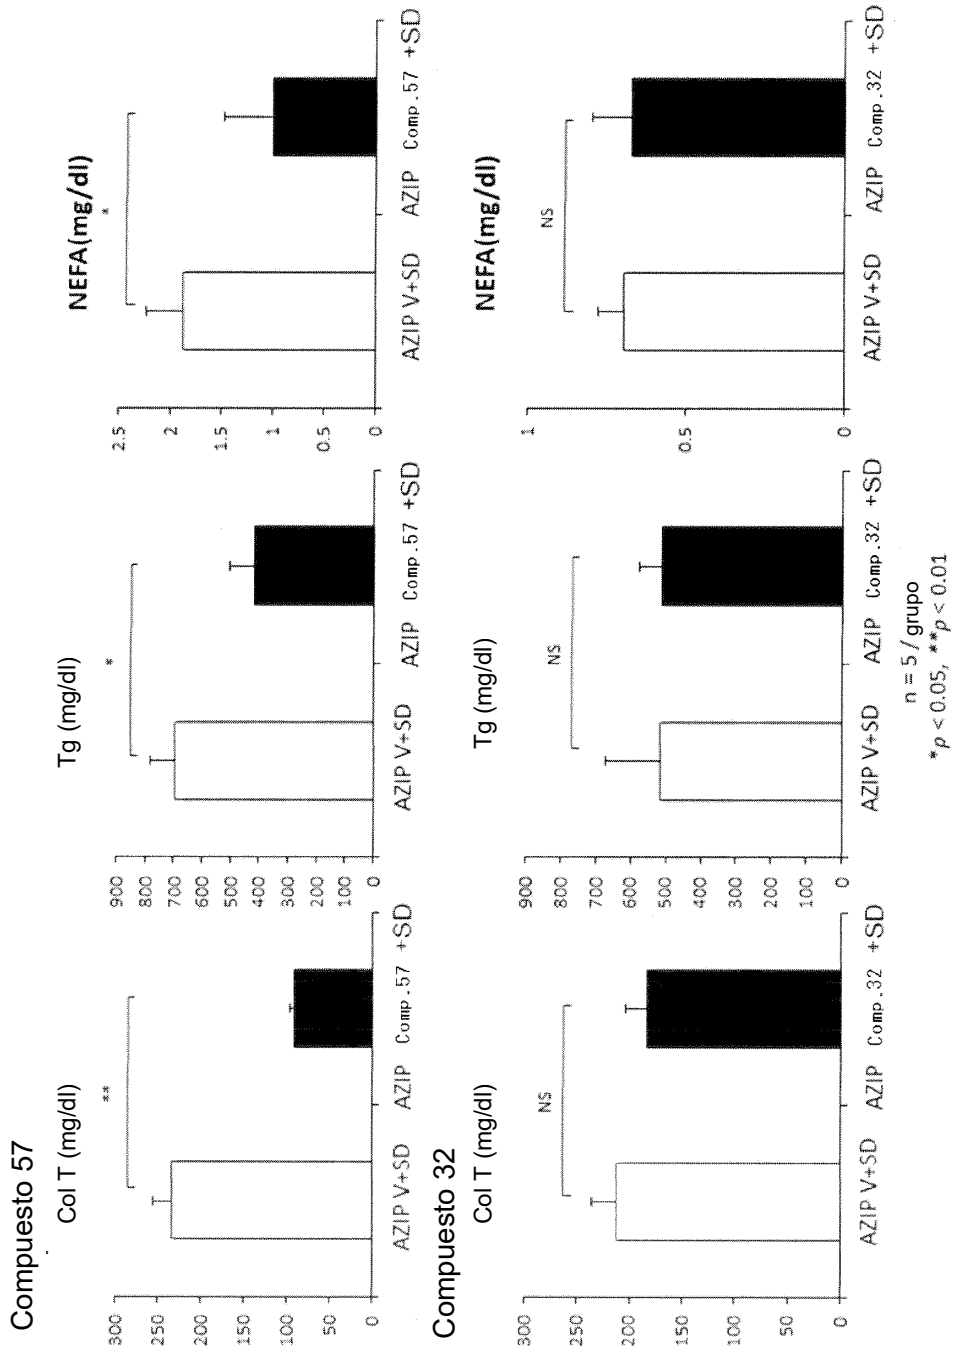 Compuesto 57
Col T (mg/dl)
**
300
250
200
150
100
50
0
AZIP V+SD AZIP Comp.57 +SD
Tg (mg/dl)
*
900
800
700
600
500
400
300
200
100
0
AZIP V+SD AZIP Comp.57 +SD
NEFA(mg/dl)
*
2.5
2
1.5
1
0.5
0
AZIP V+SD AZIP Comp.57 +SD
Compuesto 32
Col T (mg/dl)
NS
300
250
200
150
100
50
0
AZIP V+SD AZIP Comp.32 +SD
Tg (mg/dl)
NS
900
800
700
600
500
400
300
200
100
0
AZIP V+SD AZIP Comp.32 +SD
NEFA(mg/dl)
NS
1
0.5
0
AZIP V+SD AZIP Comp.32 +SD
n = 5 / grupo
*p < 0.05, **p < 0.01